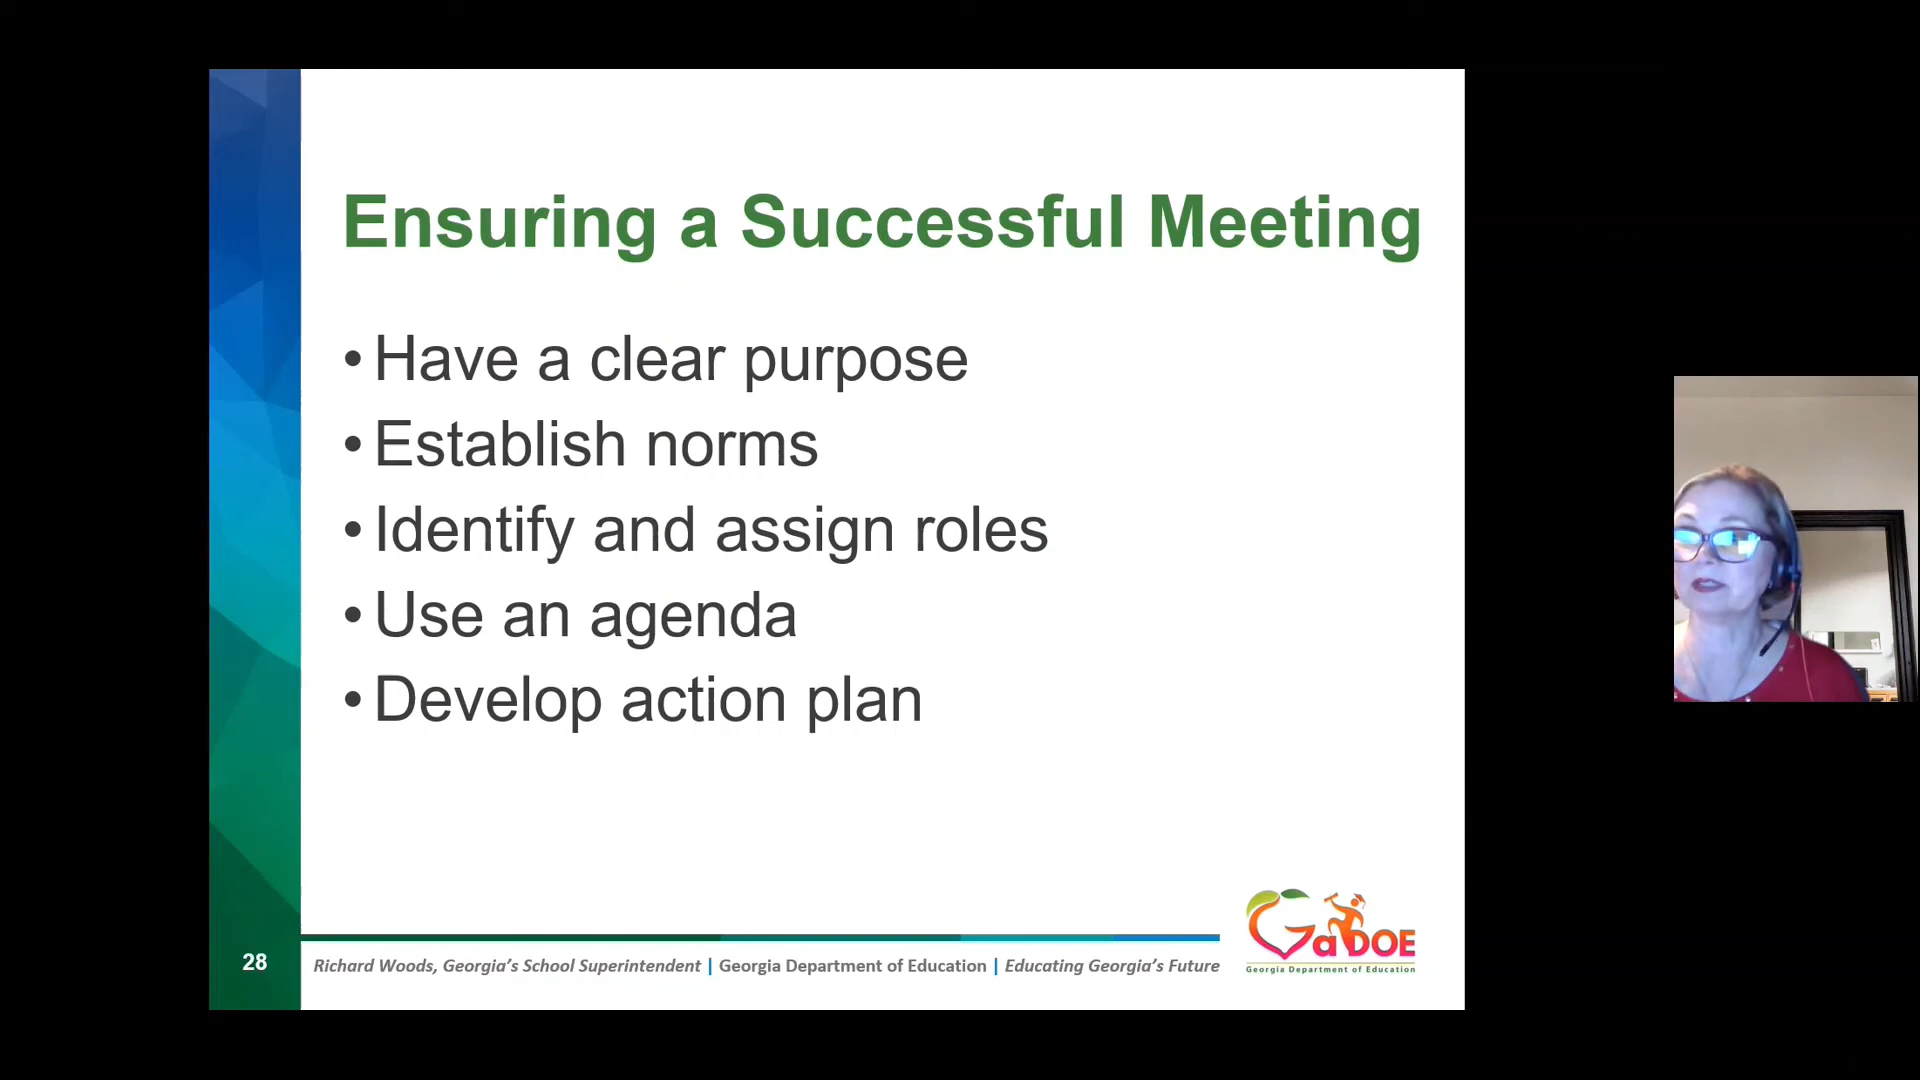 Ensuring a Successful Meeting
• Have a clear purpose
• Establish norms
• Identify and assign roles
• Use an agenda
• Develop action plan
28
Richard Woods, Georgia’s School Superintendent | Georgia Department of Education | Educating Georgia’s Future
GaDOE
Georgia Department of Education